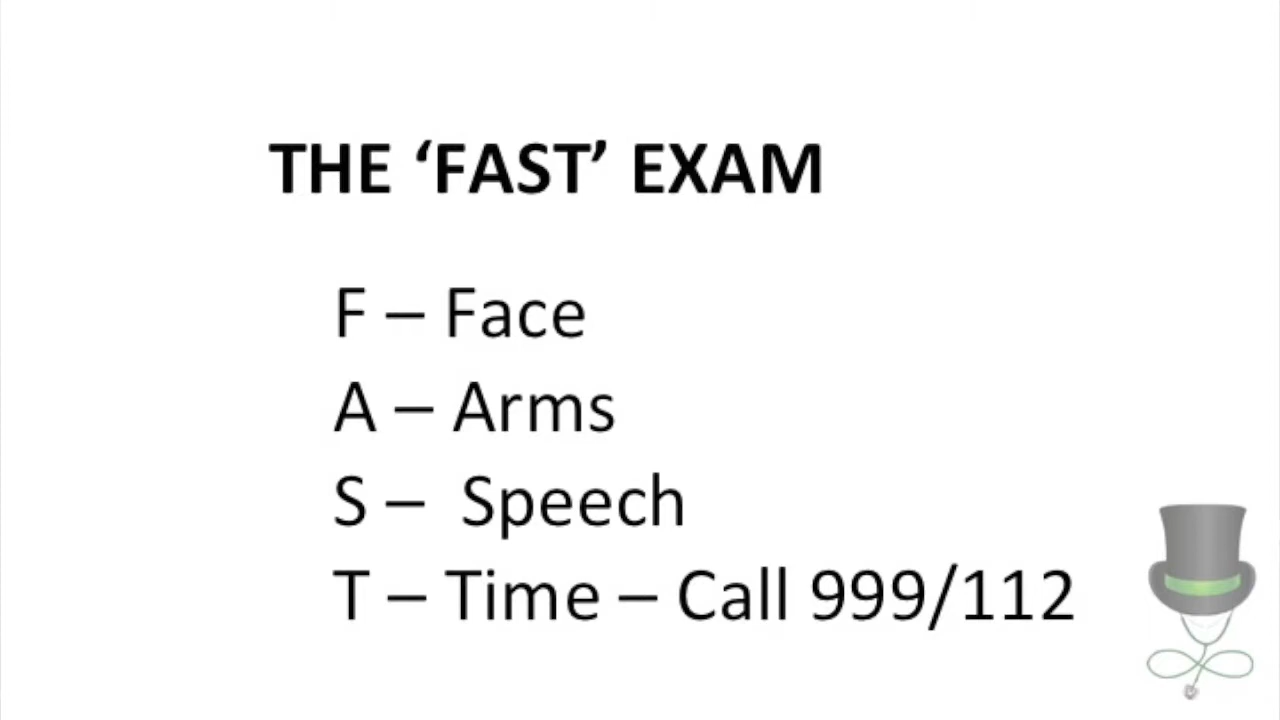 THE ‘FAST’ EXAM
F – Face
A – Arms
S – Speech
T – Time – Call 999/112